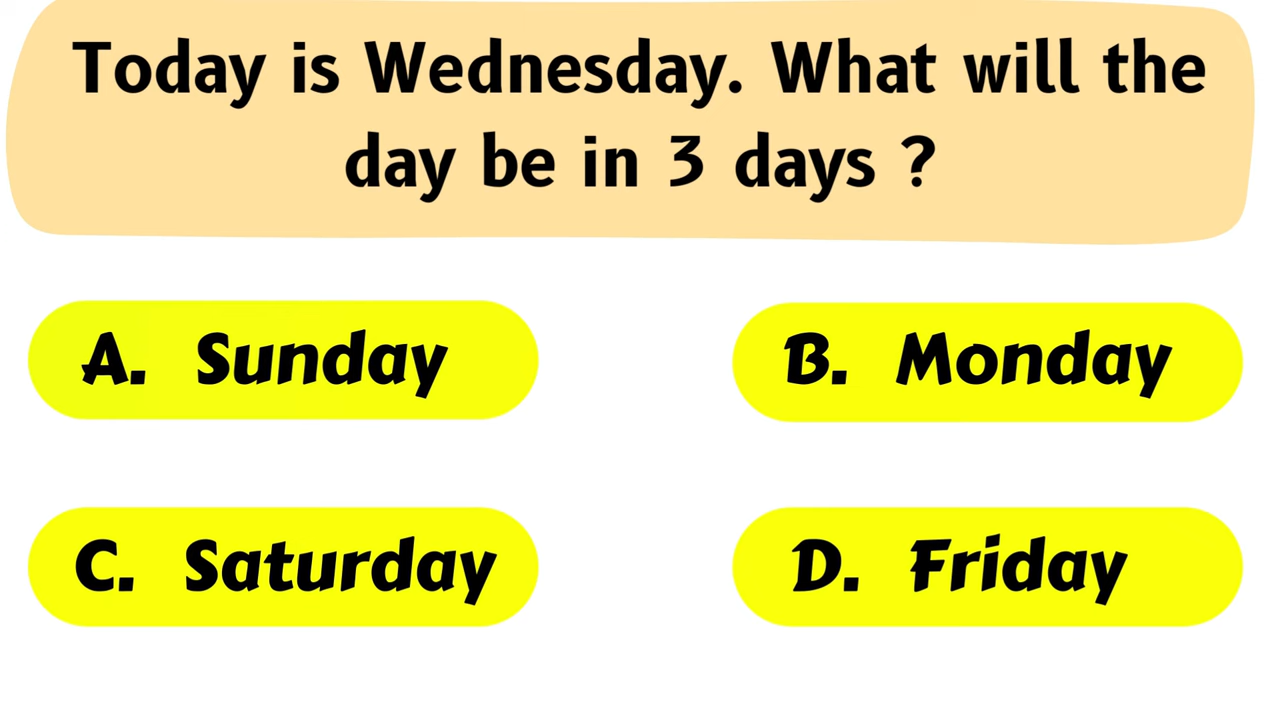 Today is Wednesday. What will the
day be in 3 days ?
A. Sunday
B. Monday
C. Saturday
D. Friday